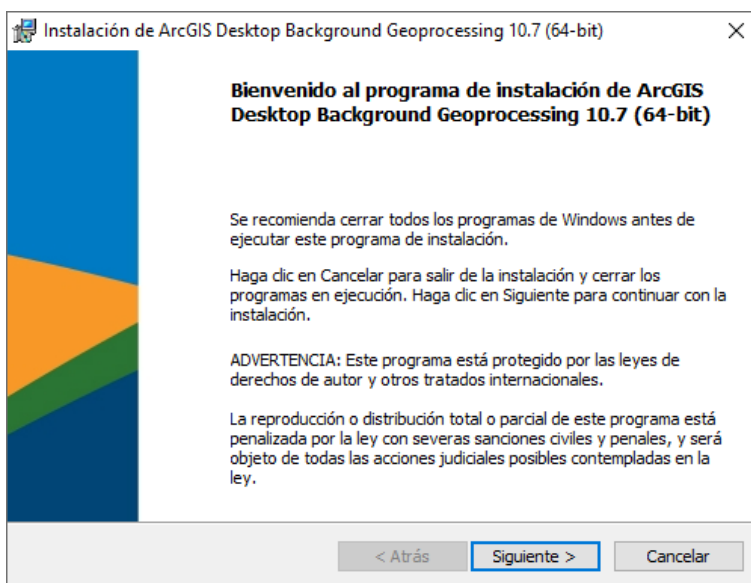 Instalación de ArcGIS Desktop Background Geoprocessing 10.7 (64-bit)
Bienvenido al programa de instalación de ArcGIS
Desktop Background Geoprocessing 10.7 (64-bit)
Se recomienda cerrar todos los programas de Windows antes de
ejecutar este programa de instalación.
Haga clic en Cancelar para salir de la instalación y cerrar los
programas en ejecución. Haga clic en Siguiente para continuar con la
instalación.
ADVERTENCIA: Este programa está protegido por las leyes de
derechos de autor y otros tratados internacionales.
La reproducción o distribución total o parcial de este programa está
penalizada por la ley con severas sanciones civiles y penales, y será
objeto de todas las acciones judiciales posibles contempladas en la
ley.
< Atrás Siguiente > Cancelar